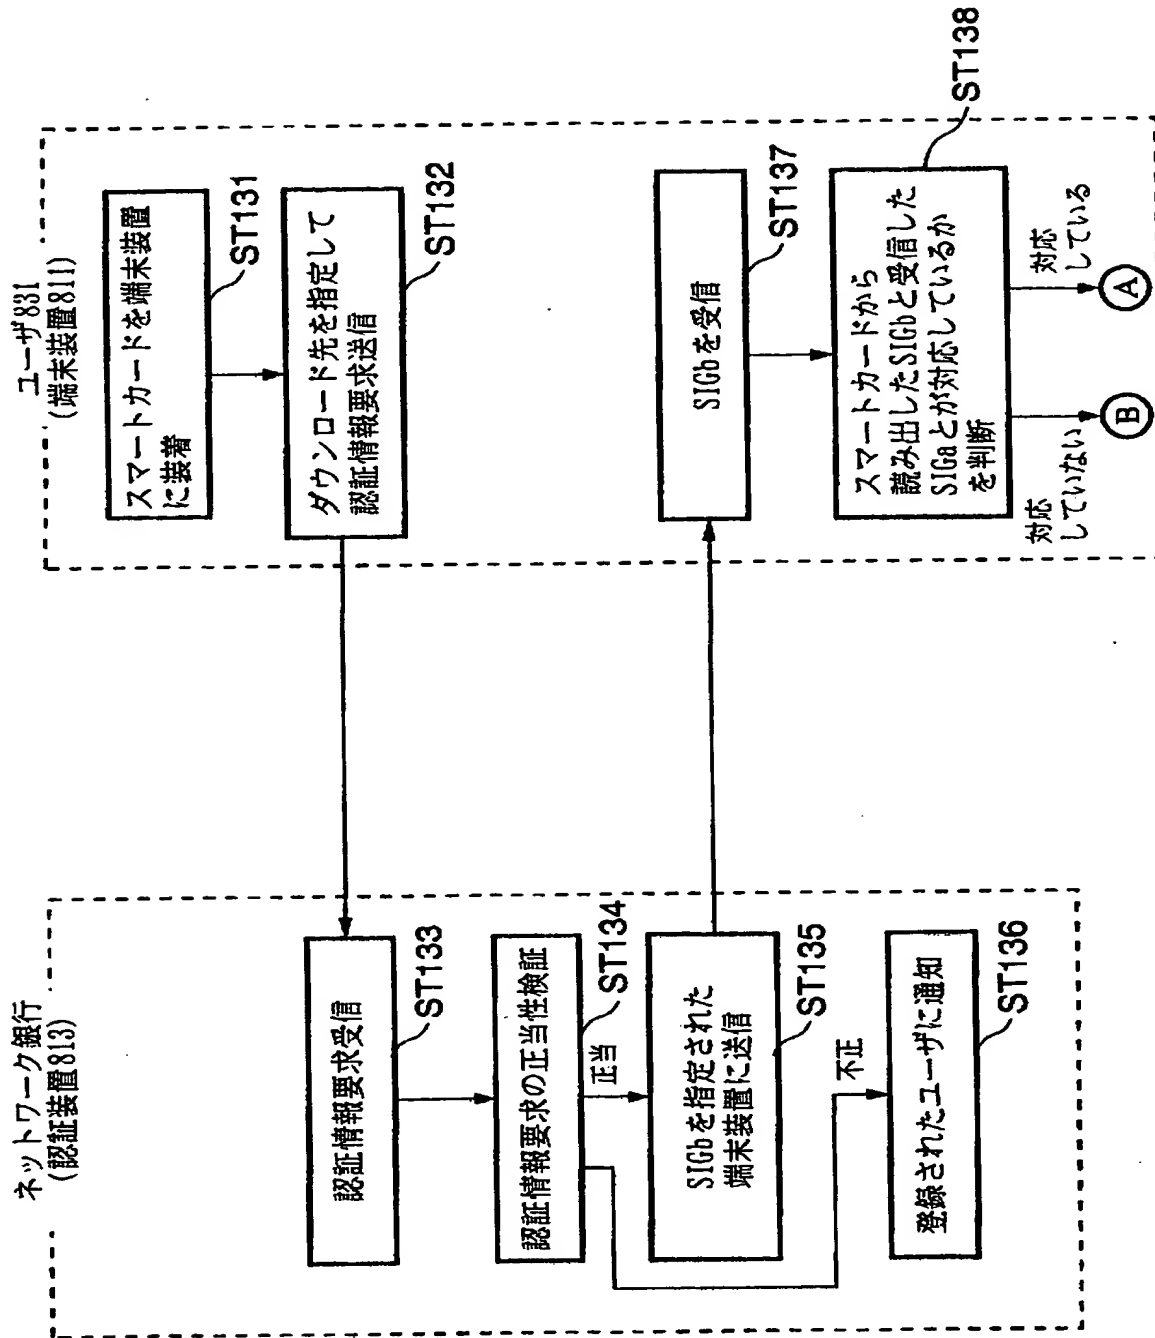 ネットワーク銀行
(認証装置813)
認証情報要求受信
ST133
認証情報要求の正当性検証
ST134
正当
SIGbを指定された
端末装置に送信
ST135
不正
登録されたユーザに通知
ST136
ユーザ831
(端末装置811)
スマートカードを端末装置
に装着
ST131
ダウンロード先を指定して
認証情報要求送信
ST132
SIGbを受信
ST137
スマートカードから
読み出したSIGbと受信した
SIGaとが対応しているか
を判断
ST138
対応
していない
対応
している
B
A